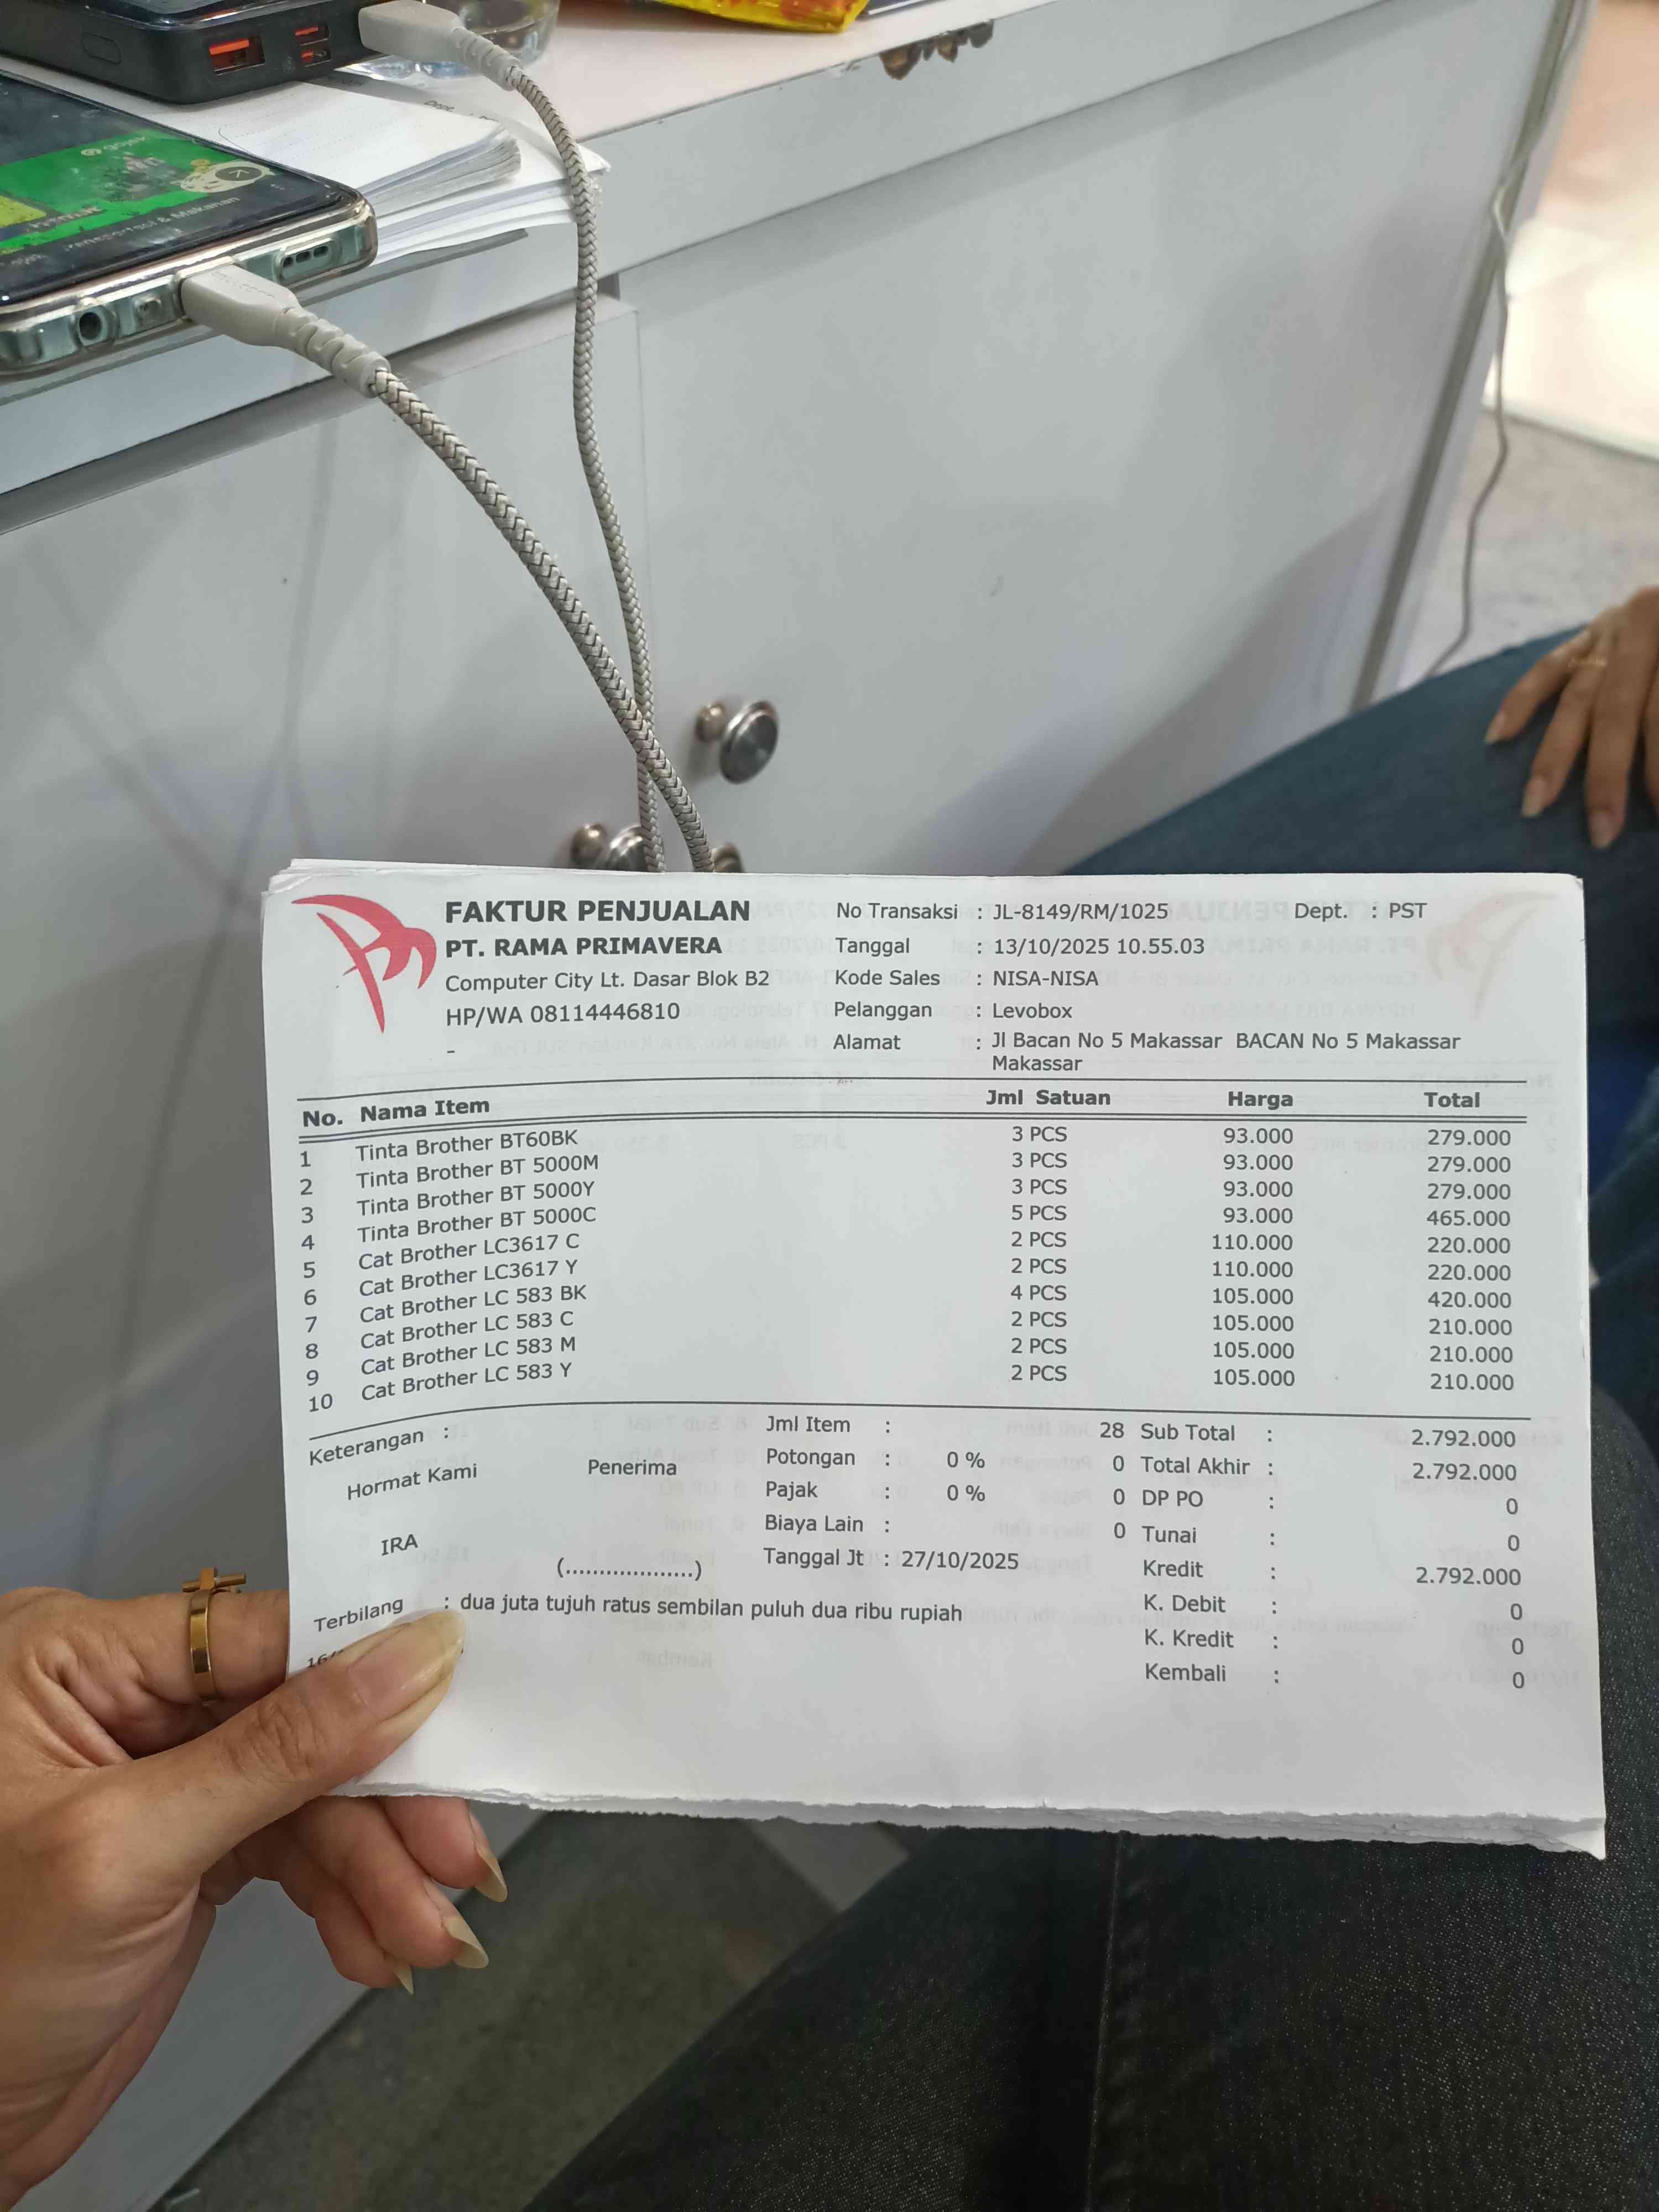 gojek
Transportasi & Makanan
FAKTUR PENJUALAN
PT. RAMA PRIMAVERA
Computer City Lt. Dasar Blok B2
HP/WA 08114446810
-
No Transaksi : JL-8149/RM/1025 Dept. : PST
Tanggal : 13/10/2025 10.55.03
Kode Sales : NISA-NISA
Pelanggan : Levobox
Alamat : Jl Bacan No 5 Makassar BACAN No 5 Makassar
Makassar
No. Nama Item Jml Satuan Harga Total
1 Tinta Brother BT60BK 3 PCS 93.000 279.000
2 Tinta Brother BT 5000M 3 PCS 93.000 279.000
3 Tinta Brother BT 5000Y 3 PCS 93.000 279.000
4 Tinta Brother BT 5000C 5 PCS 93.000 465.000
5 Cat Brother LC3617 C 2 PCS 110.000 220.000
6 Cat Brother LC3617 Y 2 PCS 110.000 220.000
7 Cat Brother LC 583 BK 4 PCS 105.000 420.000
8 Cat Brother LC 583 C 2 PCS 105.000 210.000
9 Cat Brother LC 583 M 2 PCS 105.000 210.000
10 Cat Brother LC 583 Y 2 PCS 105.000 210.000
Keterangan :
Hormat Kami Penerima
IRA
(...................)
Jml Item : 28
Potongan : 0 % 0
Pajak : 0 % 0
Biaya Lain : 0
Tanggal Jt : 27/10/2025
Sub Total : 2.792.000
Total Akhir : 2.792.000
DP PO : 0
Tunai : 0
Kredit : 2.792.000
K. Debit : 0
K. Kredit : 0
Kembali : 0
Terbilang : dua juta tujuh ratus sembilan puluh dua ribu rupiah